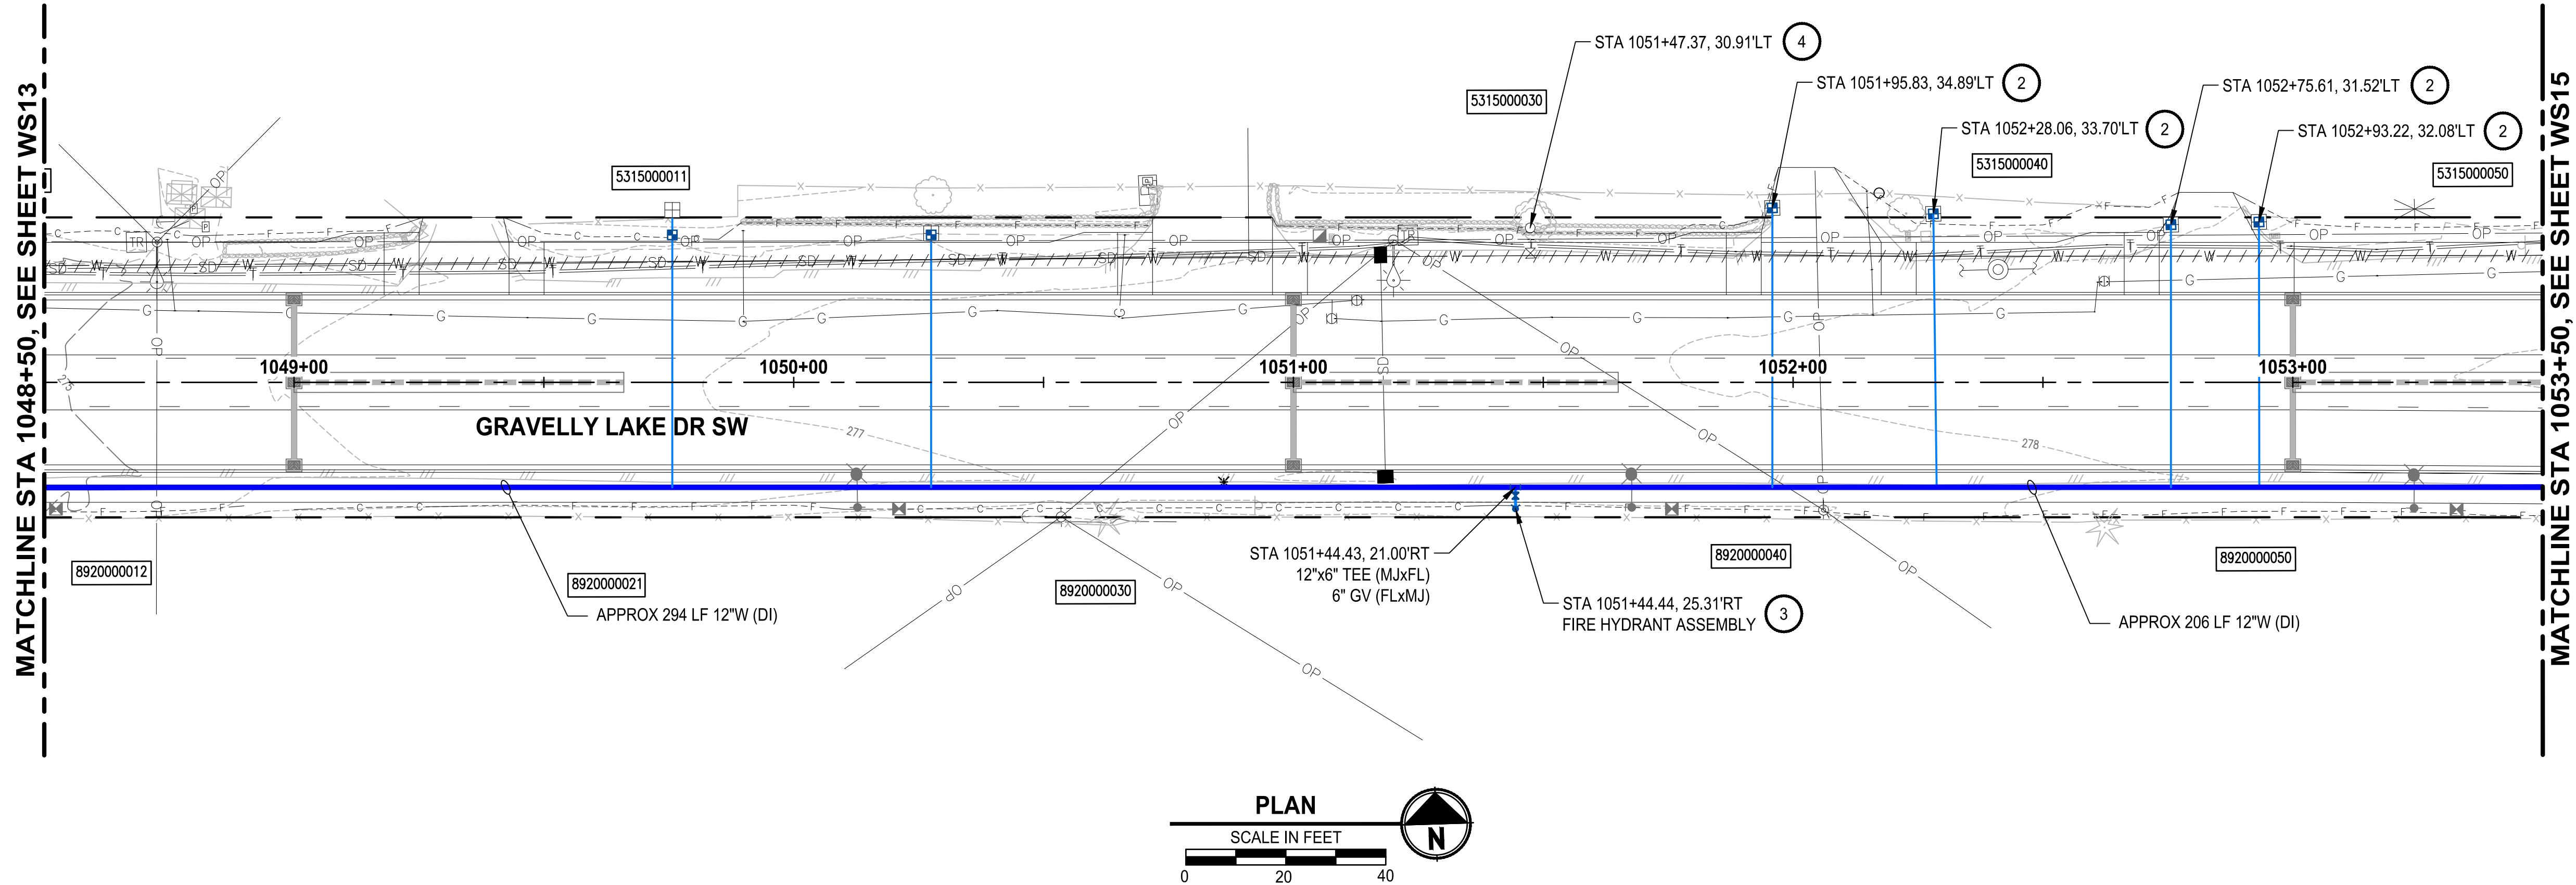 MATCHLINE STA 1048+50, SEE SHEET WS13
STA 1051+47.37, 30.91'LT 4
STA 1051+95.83, 34.89'LT 2
STA 1052+28.06, 33.70'LT 2
STA 1052+75.61, 31.52'LT 2
STA 1052+93.22, 32.08'LT 2
5315000030
5315000011
5315000040
5315000050
TR
TR
1049+00
1050+00
1051+00
1052+00
1053+00
275
GRAVELLY LAKE DR SW
277
278
8920000012
8920000021
APPROX 294 LF 12"W (DI)
8920000030
STA 1051+44.43, 21.00'RT
12"x6" TEE (MJxFL)
6" GV (FLxMJ)
STA 1051+44.44, 25.31'RT
FIRE HYDRANT ASSEMBLY 3
8920000040
8920000050
APPROX 206 LF 12"W (DI)
MATCHLINE STA 1053+50, SEE SHEET WS15
PLAN
SCALE IN FEET
N
0 20 40